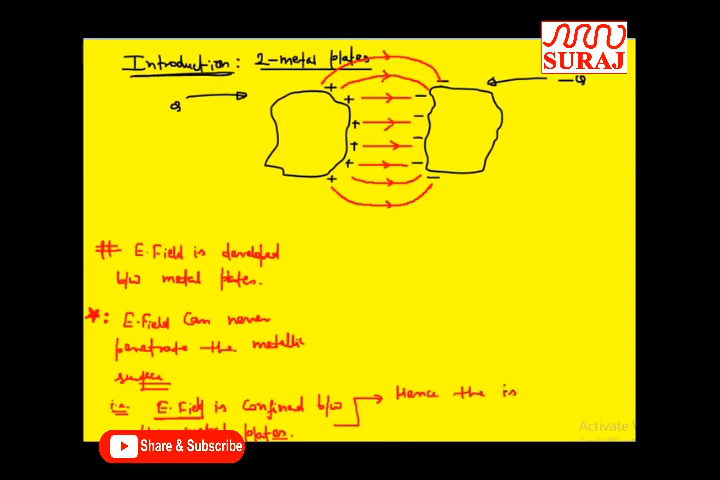 Introduction: 2-metal plates
SURAJ
Q
-Q
# E.Field is developed
b/w metal plates.
*: E.Field Can never
penetrate the metallic
surface
i.e. E.Field is Confined b/w
Hence the is
plates.
Share & Subscribe
Activate